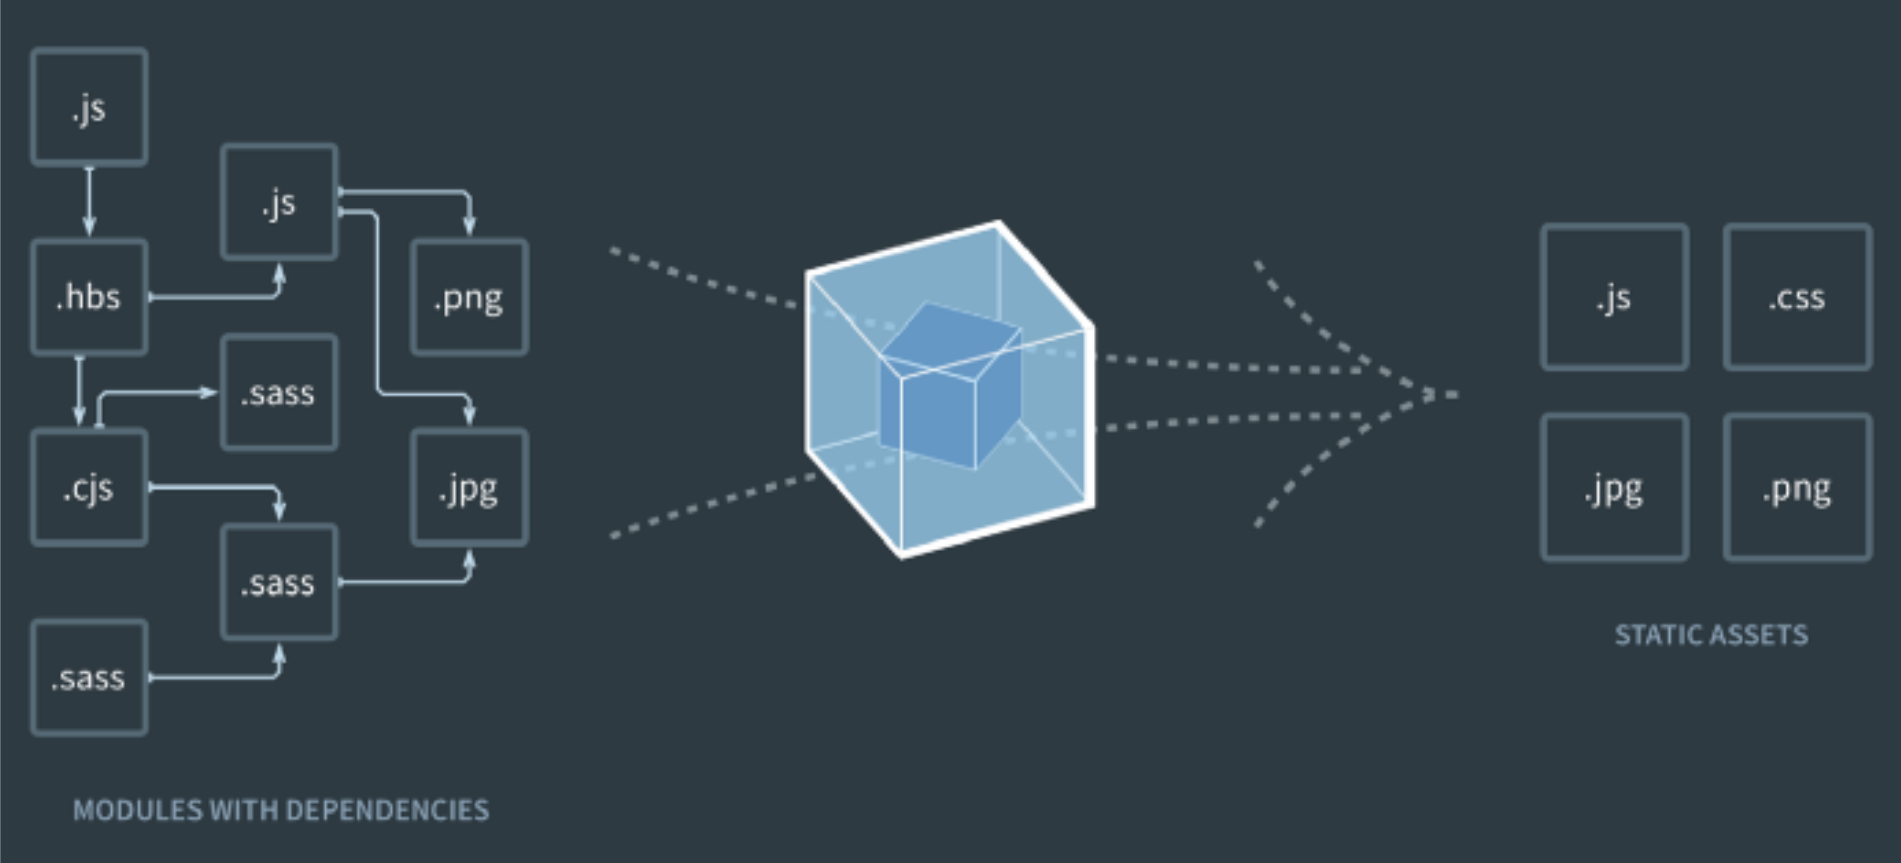 .js
.js
.hbs
.png
.sass
.cjs
.jpg
.sass
.sass
MODULES WITH DEPENDENCIES
.js
.css
.jpg
.png
STATIC ASSETS